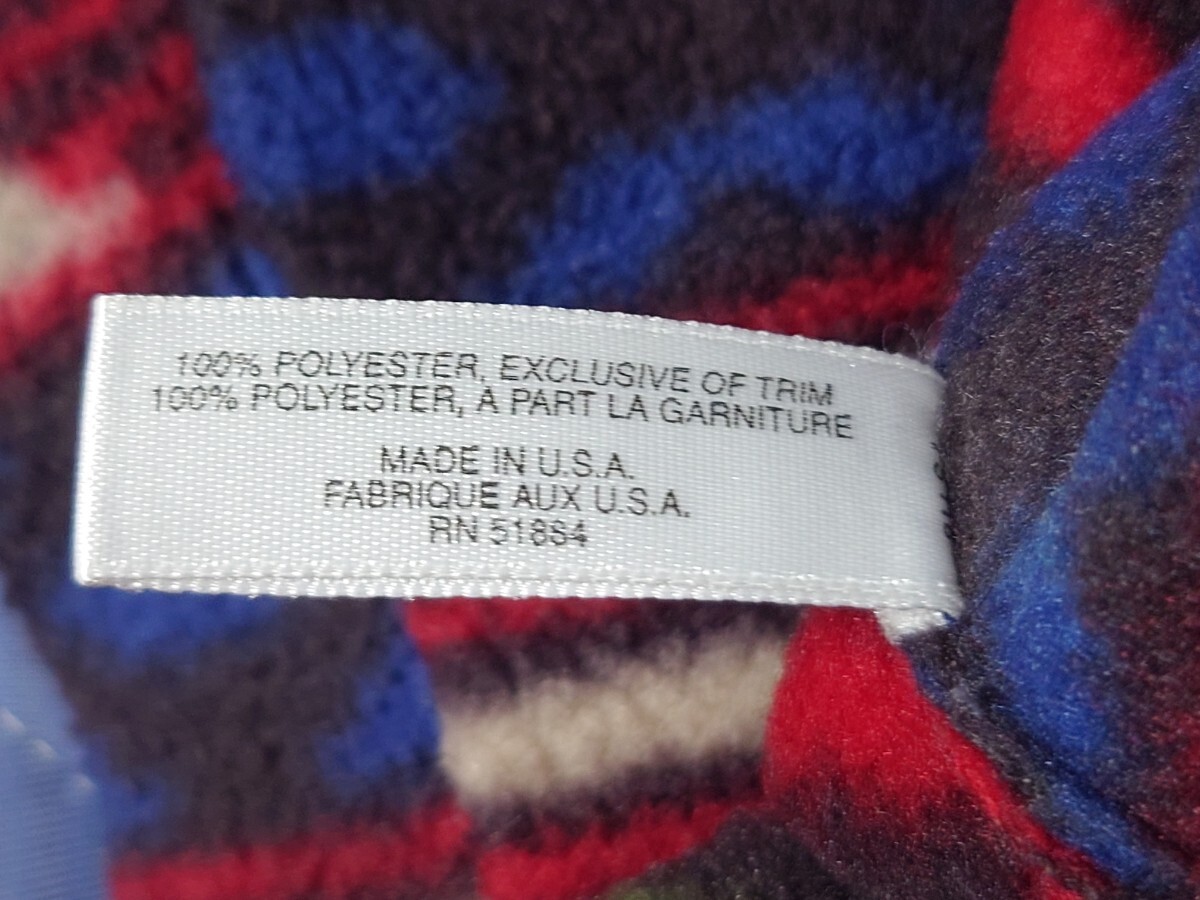 100% POLYESTER, EXCLUSIVE OF TRIM
100% POLYESTER, À PART LA GARNITURE
MADE IN U.S.A.
FABRIQUE AUX U.S.A.
RN 51884